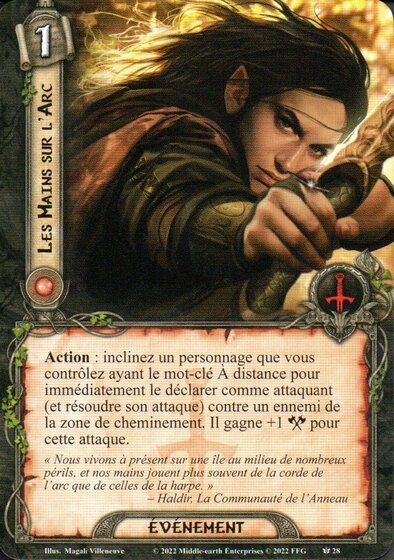 1
Les Mains sur l'Arc
Action : inclinez un personnage que vous
contrôlez ayant le mot-clé À distance pour
immédiatement le déclarer comme attaquant
(et résoudre son attaque) contre un ennemi de
la zone de cheminement. Il gagne +1 pour
cette attaque.
« Nous vivons à présent sur une île au milieu de nombreux
périls, et nos mains jouent plus souvent de la corde de
l'arc que de celles de la harpe. »
– Haldir, La Communauté de l'Anneau
ÉVÉNEMENT
Illus. Magali Villeneuve © 2022 Middle-earth Enterprises © 2022 FFG 28